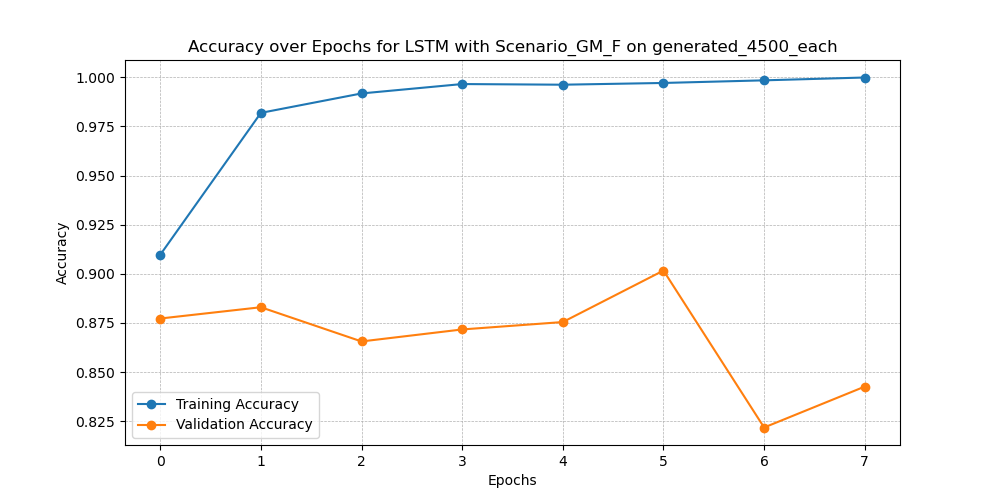 Accuracy over Epochs for LSTM with Scenario_GM_F on generated_4500_each
Accuracy
1.000
0.975
0.950
0.925
0.900
0.875
0.850
0.825
Training Accuracy
Validation Accuracy
0 1 2 3 4 5 6 7
Epochs